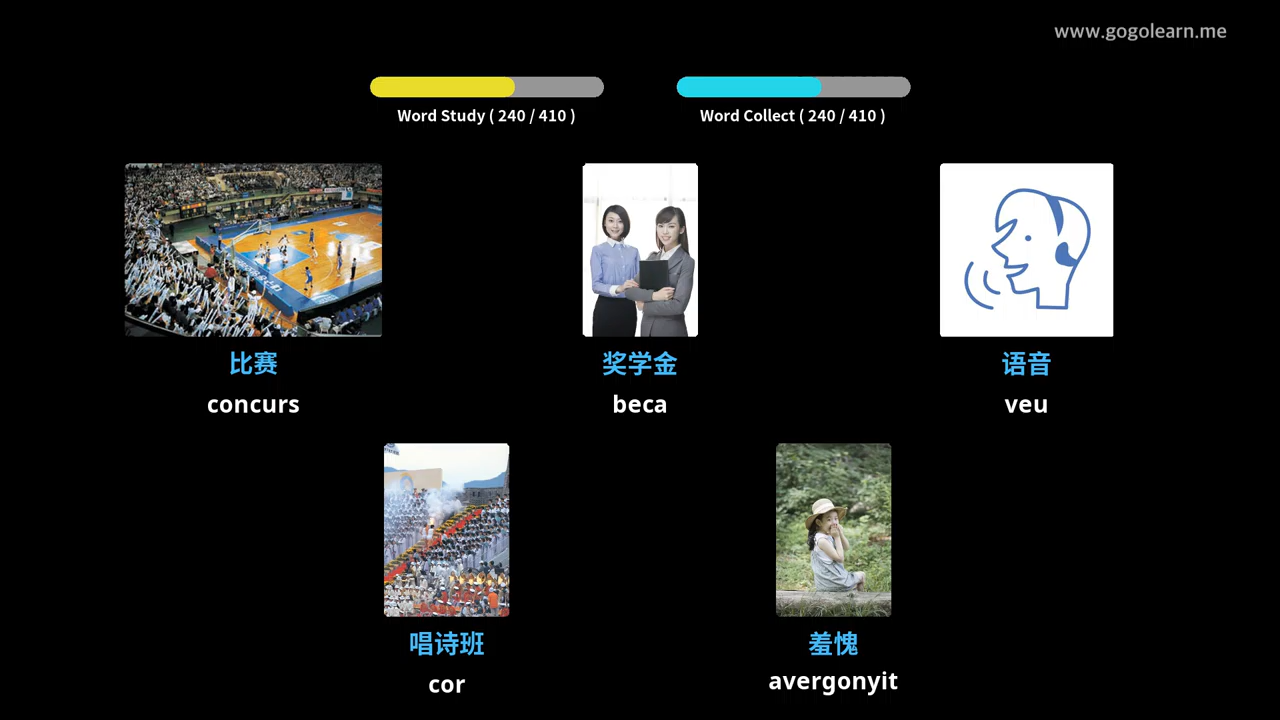 www.gogolearn.me
Word Study ( 240 / 410 )
Word Collect ( 240 / 410 )
比赛
concurs
奖学金
beca
语音
veu
唱诗班
cor
羞愧
avergonyit